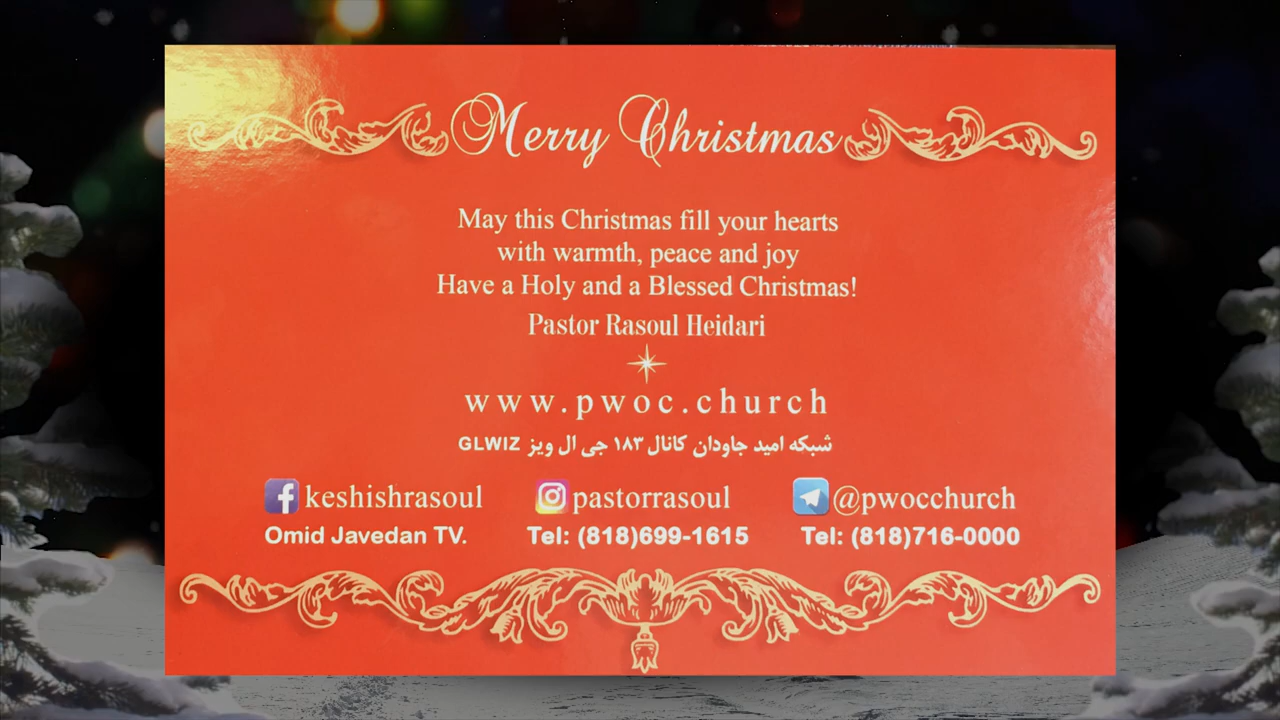 Merry Christmas
May this Christmas fill your hearts
with warmth, peace and joy
Have a Holy and a Blessed Christmas!
Pastor Rasoul Heidari
www.pwoc.church
شبکه امید جاودان کانال ۱۸۳ جی ال ویز GLWIZ
keshishrasoul pastorrasoul @pwocchurch
Omid Javedan TV. Tel: (818)699-1615 Tel: (818)716-0000